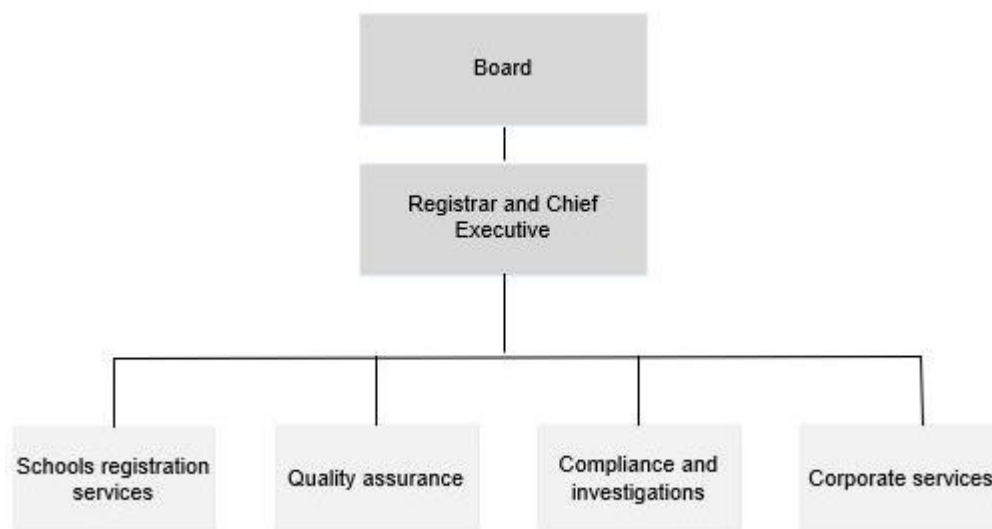 Board
Registrar and Chief
Executive
Schools registration
services
Quality assurance
Compliance and
investigations
Corporate services